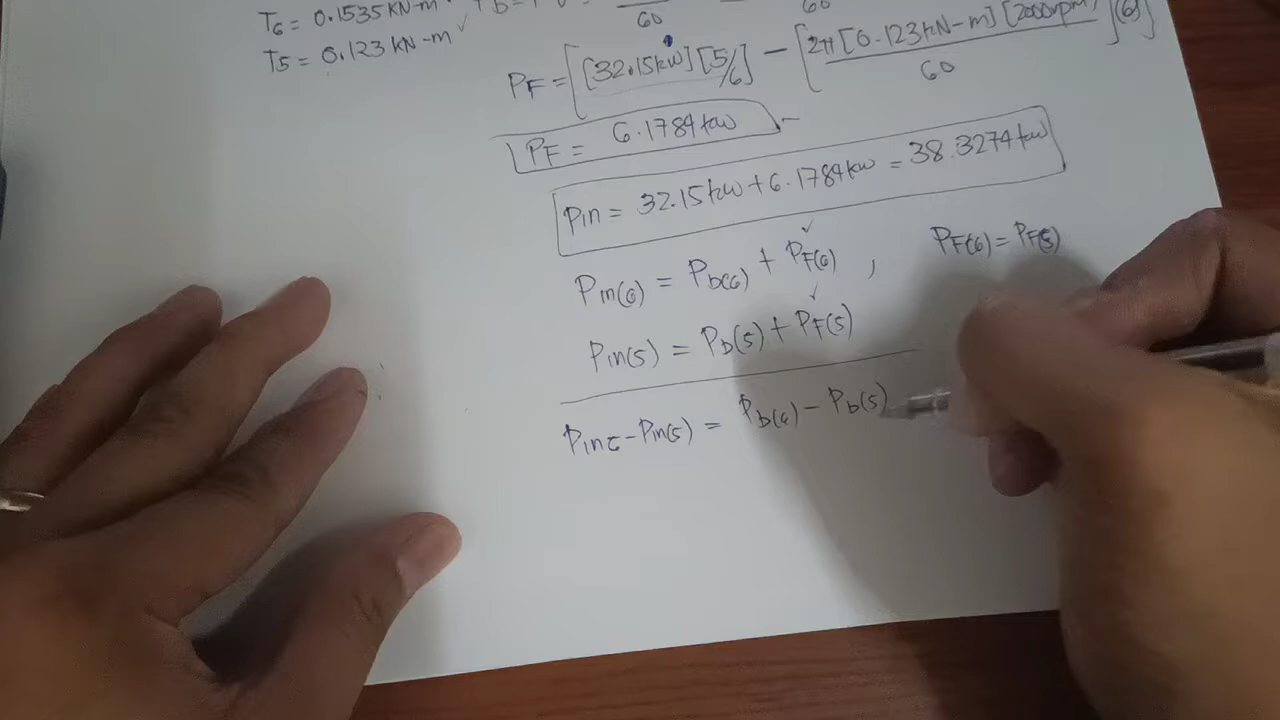 T6 = 0.1535 KN-m
60
60
T5 = 0.123 KN-m ✓
PF = [[32.15kW][5/6] - [2π[0.123kN-m][2000rpm]/60](6)]
PF = 6.1784kW
Pin = 32.15kW + 6.1784kW = 38.3274kW
Pin(6) = Pb(6) + PF(6) , PF(6) = PF(5)
Pin(5) = Pb(5) + PF(5)
Pin6 - Pin(5) = Pb(6) - Pb(5)